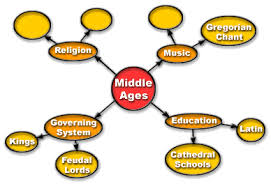 Gregorian
Chant
Religion
Music
Middle
Ages
Governing
System
Education
Kings
Latin
Feudal
Lords
Cathedral
Schools